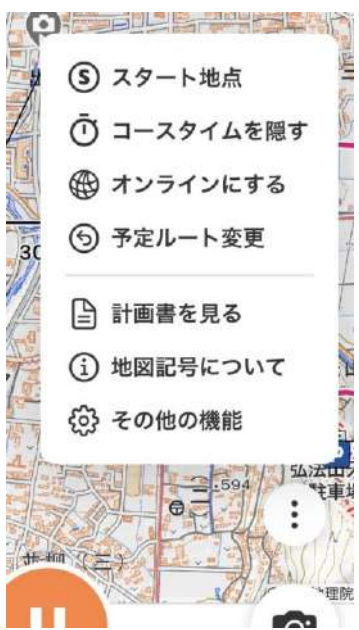 S スタート地点
コースタイムを隠す
オンラインにする
予定ルート変更
30
計画書を見る
地図記号について
その他の機能
弘法山
.594
駐車場
理院